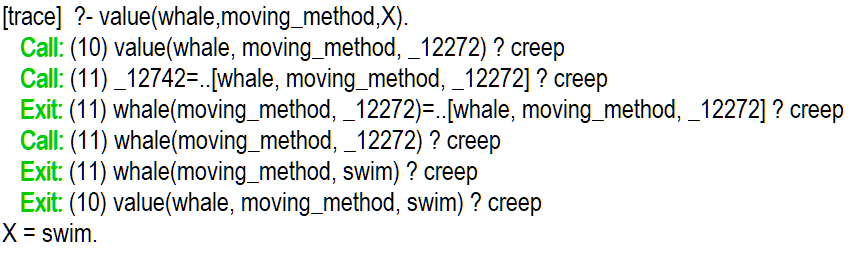 [trace]  ?- value(whale,moving_method,X).
Call: (10) value(whale, moving_method, _12272) ? creep
Call: (11) _12742=..[whale, moving_method, _12272] ? creep
Exit: (11) whale(moving_method, _12272)=..[whale, moving_method, _12272] ? creep
Call: (11) whale(moving_method, _12272) ? creep
Exit: (11) whale(moving_method, swim) ? creep
Exit: (10) value(whale, moving_method, swim) ? creep
X = swim.